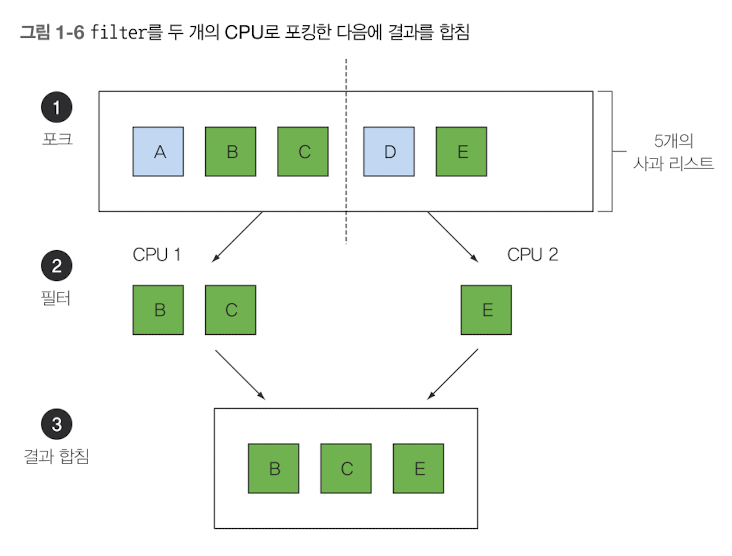 그림 1-6 filter를 두 개의 CPU로 포킹한 다음에 결과를 합침
1
포크
A B C D E
5개의
사과 리스트
CPU 1
CPU 2
2
필터
B C E
3
결과 합침
B C E